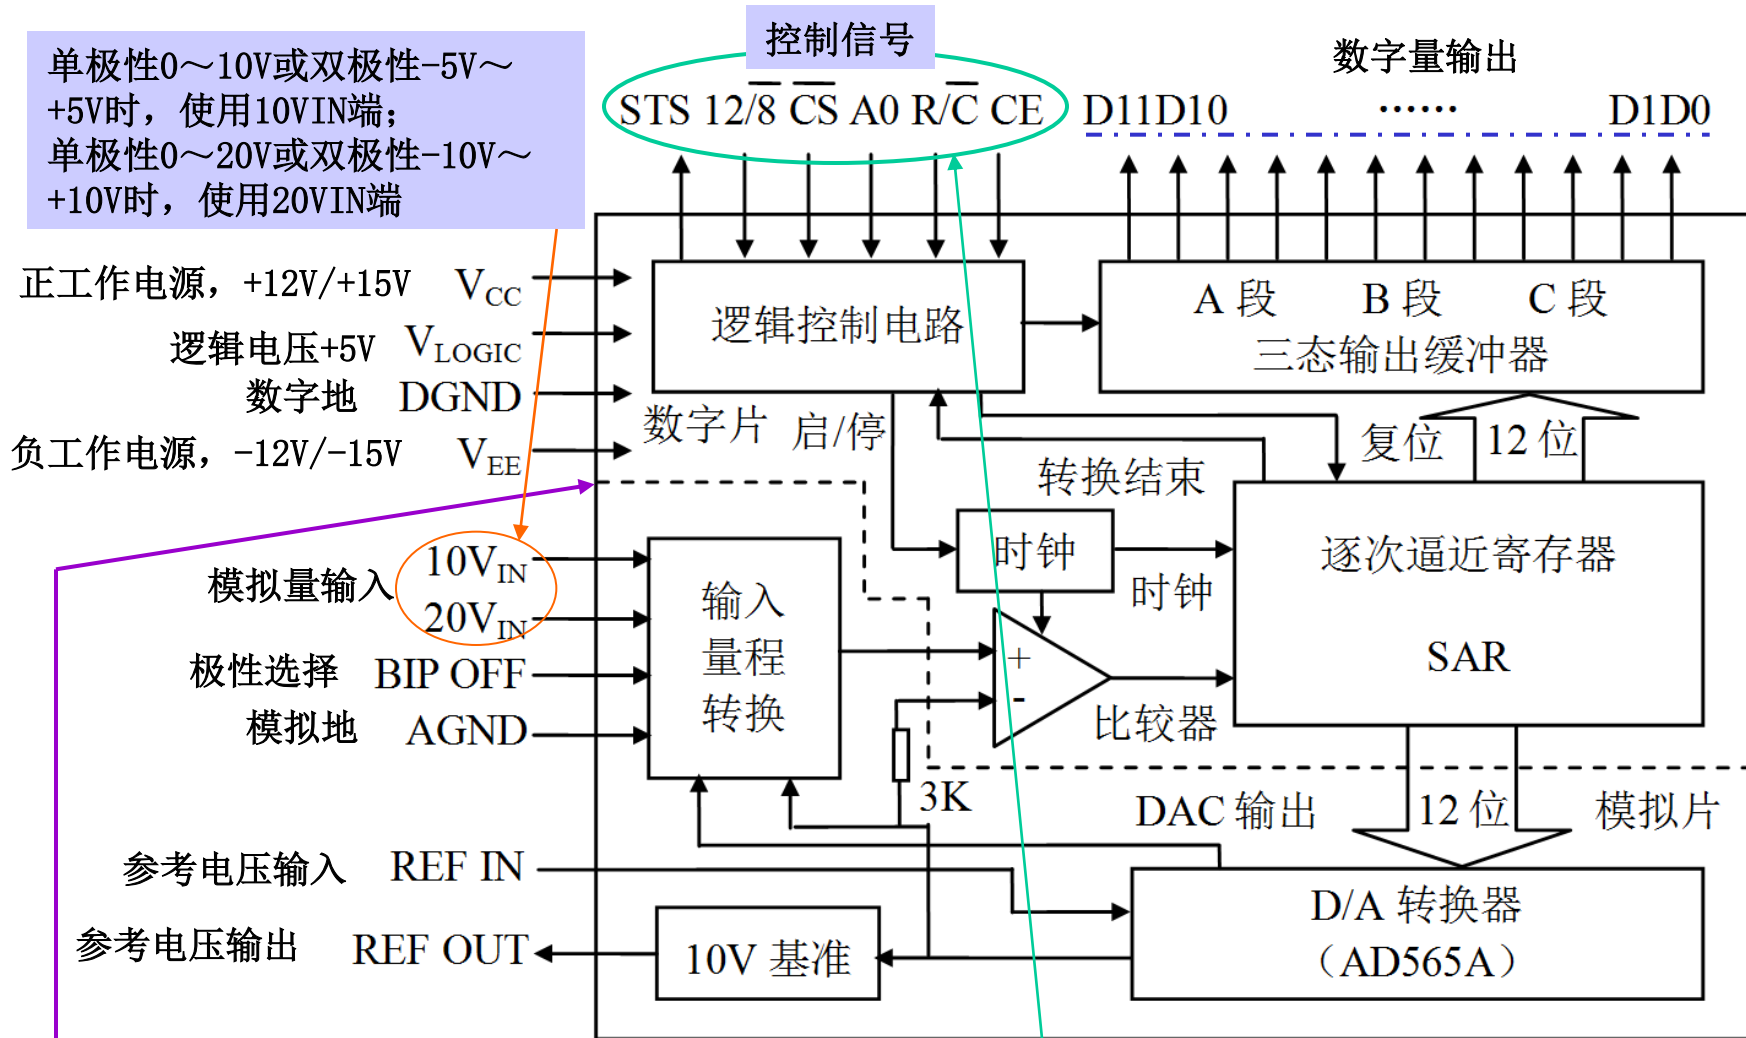 控制信号
数字量输出
单极性0～10V或双极性-5V～
+5V时，使用10VIN端；
单极性0～20V或双极性-10V～
+10V时，使用20VIN端
STS 12/8̅ C̅S̅ A0 R/C̅ CE
D11D10 …… D1D0
正工作电源，+12V/+15V VCC
逻辑电压+5V VLOGIC
数字地 DGND
负工作电源，-12V/-15V VEE
逻辑控制电路
A 段 B 段 C 段
三态输出缓冲器
数字片 启/停
复位
12 位
转换结束
模拟量输入
10VIN
20VIN
极性选择 BIP OFF
模拟地 AGND
输入
量程
转换
时钟
时钟
逐次逼近寄存器
SAR
+
-
比较器
3K
DAC 输出
12 位
模拟片
参考电压输入 REF IN
参考电压输出 REF OUT
10V 基准
D/A 转换器
（AD565A）